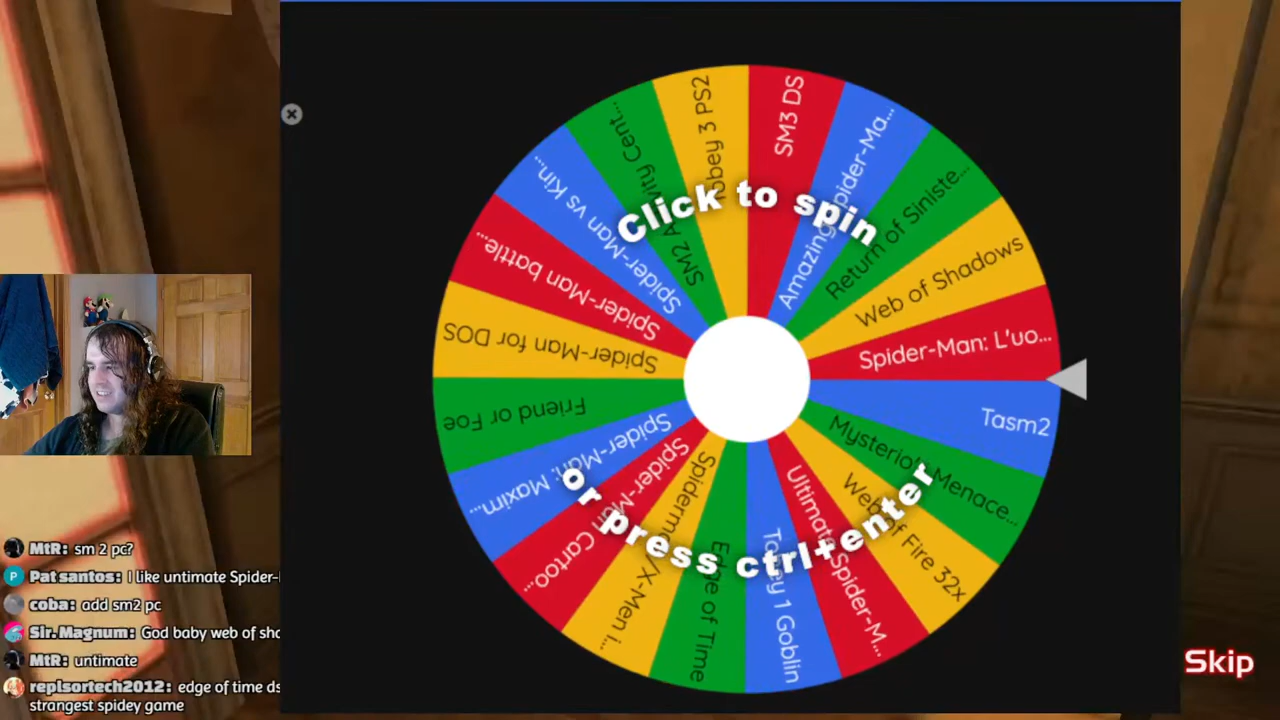 Click to spin
or press ctrl+enter
SM3 DS
Amazing Spider-Ma...
Return of Siniste...
Web of Shadows
Spider-Man: L'uo...
Tasm2
Mysterio's Menace...
Web of Fire 32x
Ultimate Spider-M...
Tobey 1 Goblin
Edge of Time
X-Men i...
Spider-Man Cartoo...
Spider-Man: Maxim...
Friend or Foe
Spider-Man for DOS
Spider-Man battle...
Spider-Man vs Kin...
SM2 Activity Cent...
Tobey 3 PS2
MtR: sm 2 pc?
Pat santos: I like untimate Spider-
coba: add sm2 pc
Sir. Magnum: God baby web of sha
MtR: untimate
replsortech2012: edge of time ds
strangest spidey game
Skip